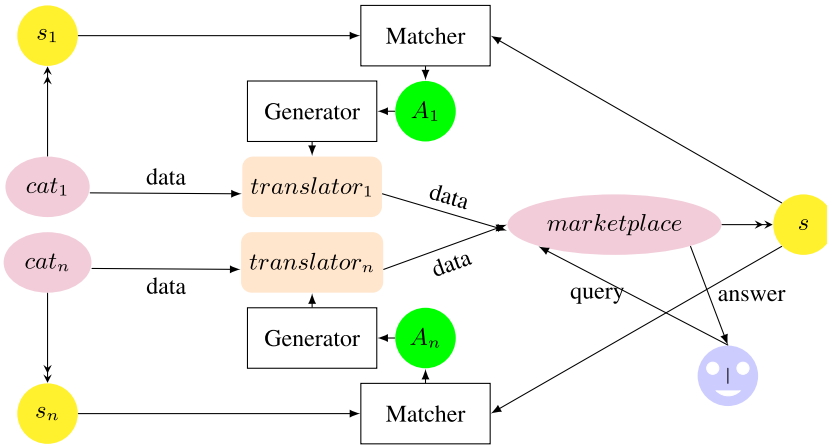 s₁
Matcher
Generator
A₁
cat₁
data
translator₁
data
marketplace
s
catₙ
data
translatorₙ
data
query
answer
Generator
Aₙ
sₙ
Matcher